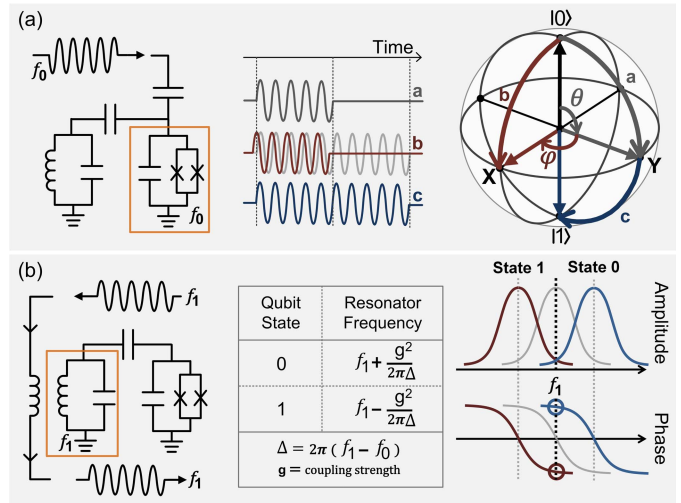 (a)
f0
f0
Time
a
b
c
|0⟩
a
b
θ
φ
X
Y
c
|1⟩
(b)
f1
f1
f1
Qubit State
Resonator Frequency
0
f1 + g²/2πΔ
1
f1 − g²/2πΔ
Δ = 2π ( f1 − f0 )
g = coupling strength
State 1
State 0
Amplitude
f1
Phase